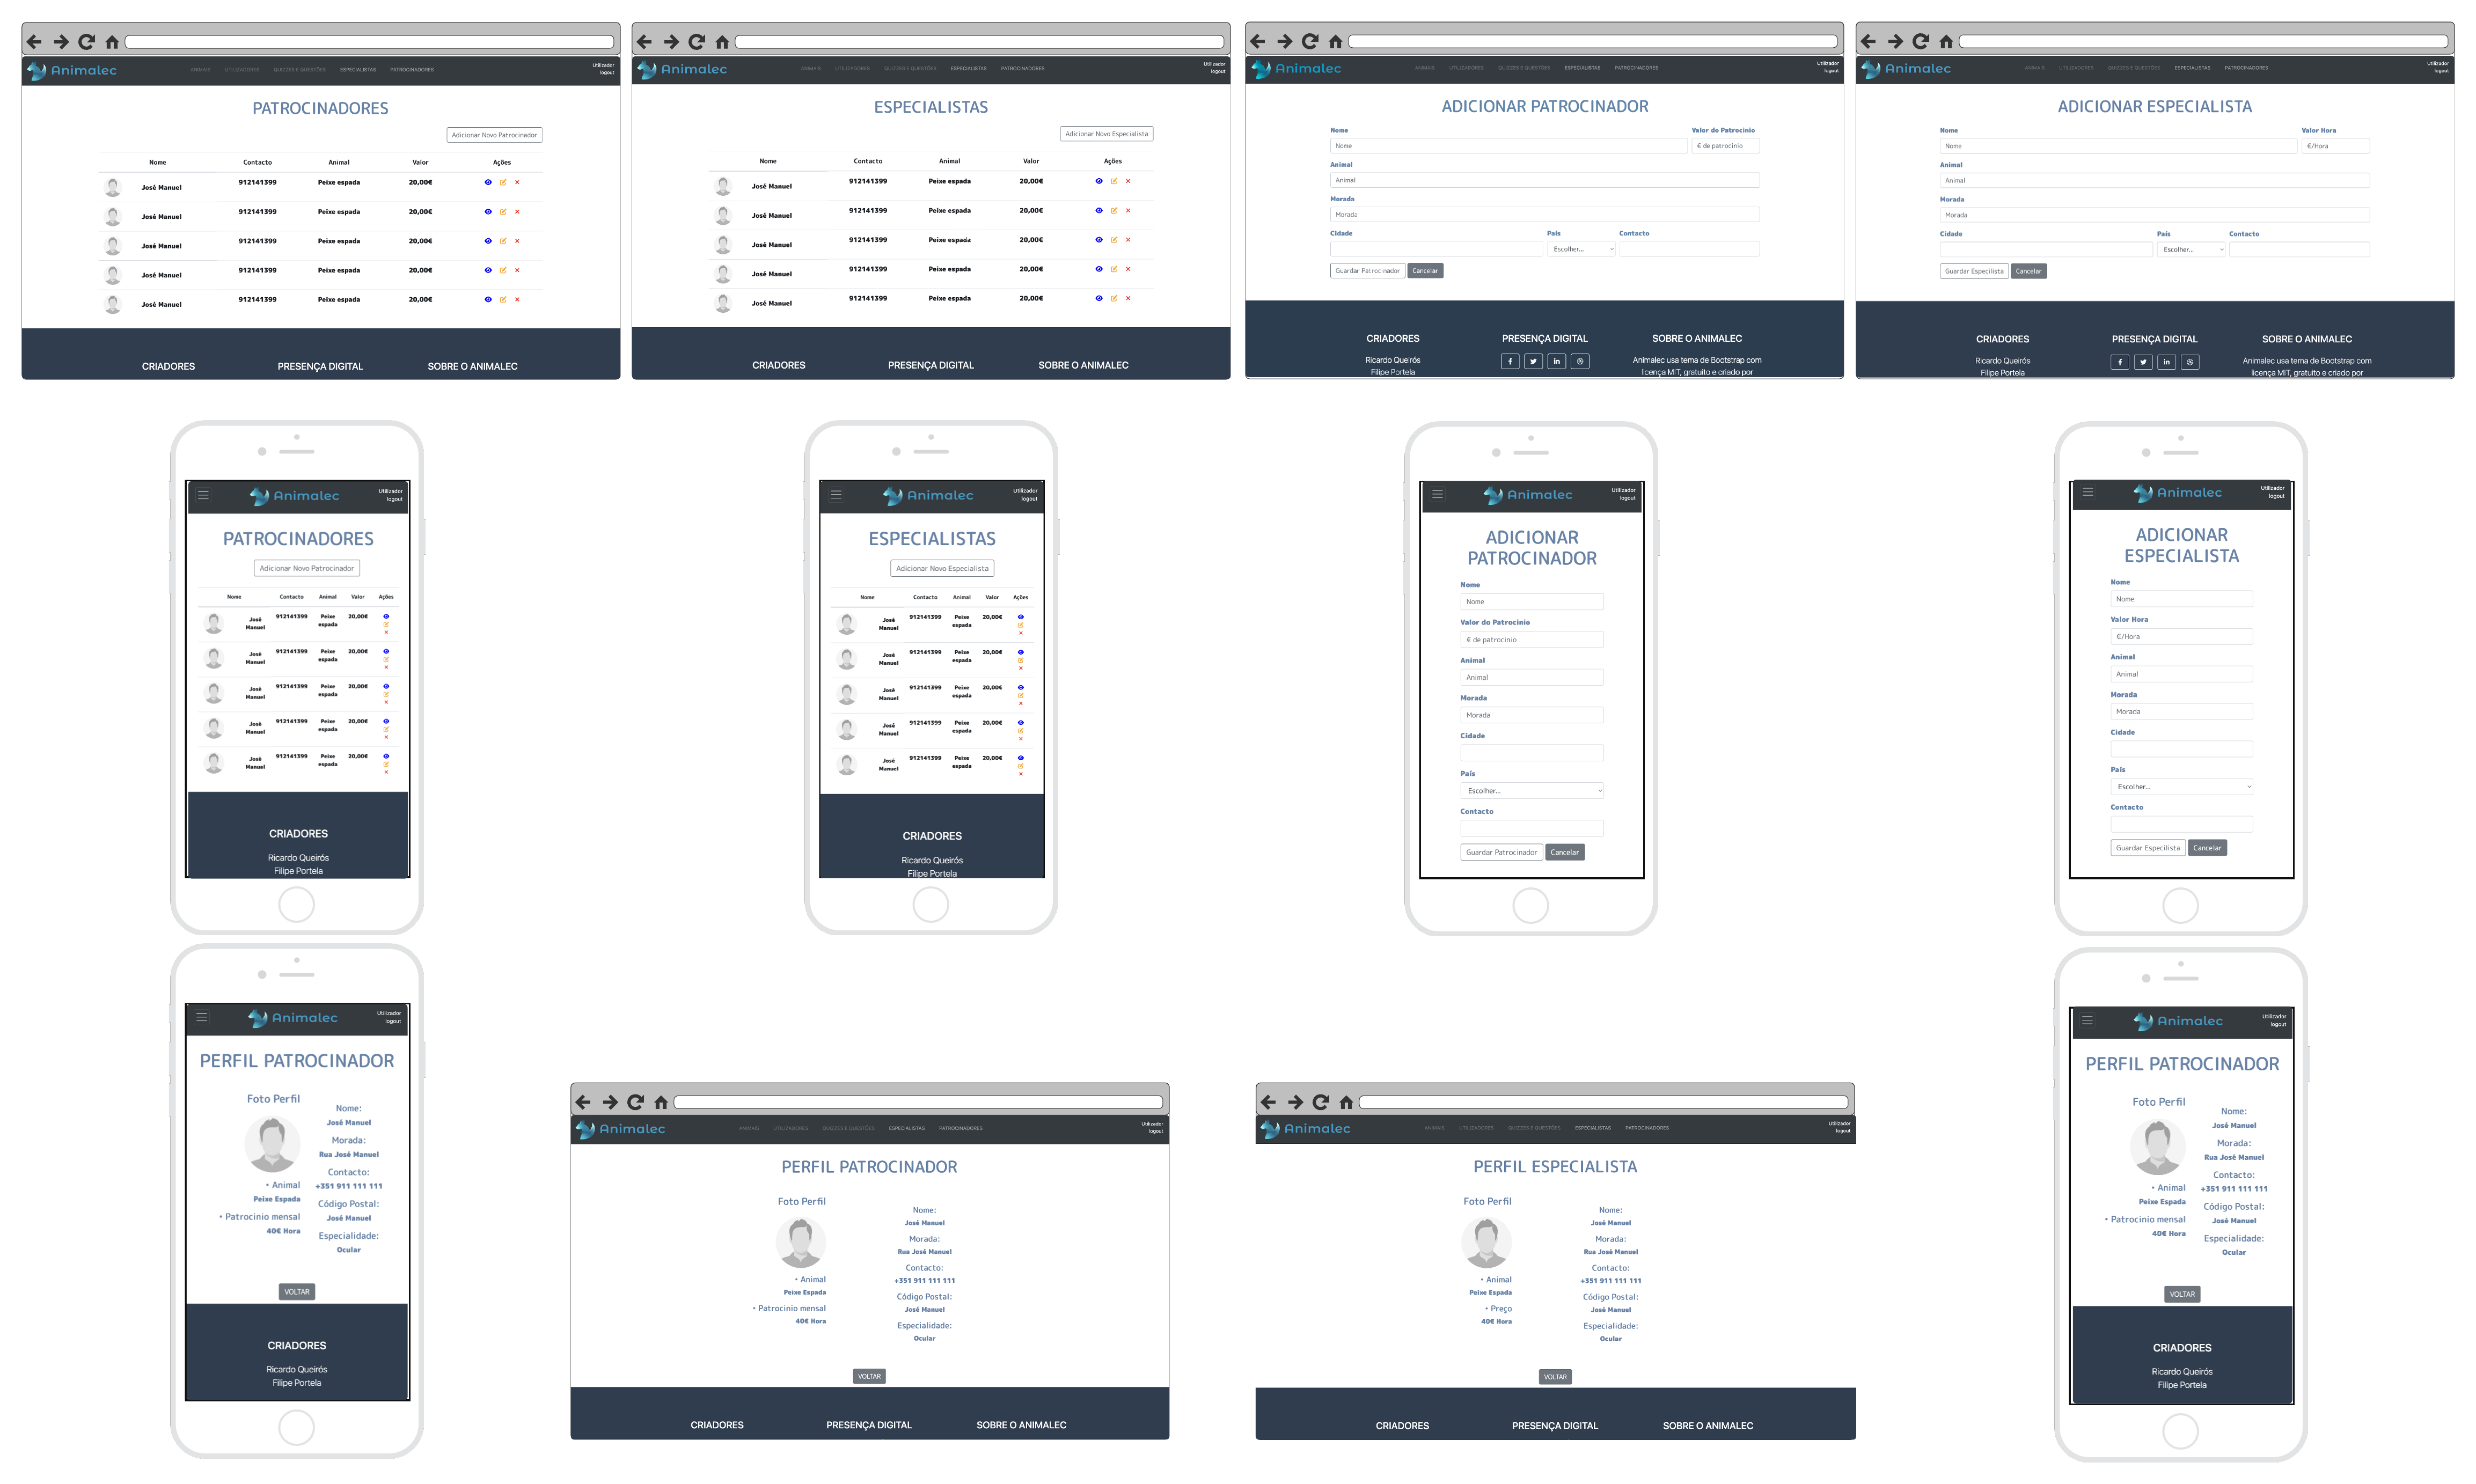 Animalec
ANIMAIS UTILIZADORES QUIZZES E QUESTÕES ESPECIALISTAS PATROCINADORES
Utilizador
logout
PATROCINADORES
Adicionar Novo Patrocinador
Nome Contacto Animal Valor Ações
José Manuel 912141399 Peixe espada 20,00€
José Manuel 912141399 Peixe espada 20,00€
José Manuel 912141399 Peixe espada 20,00€
José Manuel 912141399 Peixe espada 20,00€
José Manuel 912141399 Peixe espada 20,00€
CRIADORES PRESENÇA DIGITAL SOBRE O ANIMALEC
Animalec
ANIMAIS UTILIZADORES QUIZZES E QUESTÕES ESPECIALISTAS PATROCINADORES
Utilizador
logout
ESPECIALISTAS
Adicionar Novo Especialista
Nome Contacto Animal Valor Ações
José Manuel 912141399 Peixe espada 20,00€
José Manuel 912141399 Peixe espada 20,00€
José Manuel 912141399 Peixe espada 20,00€
José Manuel 912141399 Peixe espada 20,00€
José Manuel 912141399 Peixe espada 20,00€
CRIADORES PRESENÇA DIGITAL SOBRE O ANIMALEC
Animalec
ANIMAIS UTILIZADORES QUIZZES E QUESTÕES ESPECIALISTAS PATROCINADORES
Utilizador
logout
ADICIONAR PATROCINADOR
Nome Valor do Patrocinio
Nome € de patrocinio
Animal
Animal
Morada
Morada
Cidade País Contacto
Escolher...
Guardar Patrocinador Cancelar
CRIADORES PRESENÇA DIGITAL SOBRE O ANIMALEC
Ricardo Queirós Animalec usa tema de Bootstrap com
Filipe Portela licença MIT, gratuito e criado por
Animalec
ANIMAIS UTILIZADORES QUIZZES E QUESTÕES ESPECIALISTAS PATROCINADORES
Utilizador
logout
ADICIONAR ESPECIALISTA
Nome Valor Hora
Nome €/Hora
Animal
Animal
Morada
Morada
Cidade País Contacto
Escolher...
Guardar Especilista Cancelar
CRIADORES PRESENÇA DIGITAL SOBRE O ANIMALEC
Ricardo Queirós Animalec usa tema de Bootstrap com
Filipe Portela licença MIT, gratuito e criado por
Animalec
Utilizador
logout
PATROCINADORES
Adicionar Novo Patrocinador
Nome Contacto Animal Valor Ações
José 912141399 Peixe 20,00€
Manuel espada
José 912141399 Peixe 20,00€
Manuel espada
José 912141399 Peixe 20,00€
Manuel espada
José 912141399 Peixe 20,00€
Manuel espada
José 912141399 Peixe 20,00€
Manuel espada
CRIADORES
Ricardo Queirós
Filipe Portela
Animalec
Utilizador
logout
ESPECIALISTAS
Adicionar Novo Especialista
Nome Contacto Animal Valor Ações
José 912141399 Peixe 20,00€
Manuel espada
José 912141399 Peixe 20,00€
Manuel espada
José 912141399 Peixe 20,00€
Manuel espada
José 912141399 Peixe 20,00€
Manuel espada
José 912141399 Peixe 20,00€
Manuel espada
CRIADORES
Ricardo Queirós
Filipe Portela
Animalec
Utilizador
logout
ADICIONAR
PATROCINADOR
Nome
Nome
Valor do Patrocinio
€ de patrocinio
Animal
Animal
Morada
Morada
Cidade
País
Escolher...
Contacto
Guardar Patrocinador Cancelar
Animalec
Utilizador
logout
ADICIONAR
ESPECIALISTA
Nome
Nome
Valor Hora
€/Hora
Animal
Animal
Morada
Morada
Cidade
País
Escolher...
Contacto
Guardar Especilista Cancelar
Animalec
Utilizador
logout
PERFIL PATROCINADOR
Foto Perfil
• Animal
Peixe Espada
• Patrocinio mensal
40€ Hora
Nome:
José Manuel
Morada:
Rua José Manuel
Contacto:
+351 911 111 111
Código Postal:
José Manuel
Especialidade:
Ocular
VOLTAR
CRIADORES
Ricardo Queirós
Filipe Portela
Animalec
ANIMAIS UTILIZADORES QUIZZES E QUESTÕES ESPECIALISTAS PATROCINADORES
Utilizador
logout
PERFIL PATROCINADOR
Foto Perfil
• Animal
Peixe Espada
• Patrocinio mensal
40€ Hora
Nome:
José Manuel
Morada:
Rua José Manuel
Contacto:
+351 911 111 111
Código Postal:
José Manuel
Especialidade:
Ocular
VOLTAR
CRIADORES PRESENÇA DIGITAL SOBRE O ANIMALEC
Animalec
ANIMAIS UTILIZADORES QUIZZES E QUESTÕES ESPECIALISTAS PATROCINADORES
Utilizador
logout
PERFIL ESPECIALISTA
Foto Perfil
• Animal
Peixe Espada
• Preço
40€ Hora
Nome:
José Manuel
Morada:
Rua José Manuel
Contacto:
+351 911 111 111
Código Postal:
José Manuel
Especialidade:
Ocular
VOLTAR
CRIADORES PRESENÇA DIGITAL SOBRE O ANIMALEC
Animalec
Utilizador
logout
PERFIL PATROCINADOR
Foto Perfil
• Animal
Peixe Espada
• Patrocinio mensal
40€ Hora
Nome:
José Manuel
Morada:
Rua José Manuel
Contacto:
+351 911 111 111
Código Postal:
José Manuel
Especialidade:
Ocular
VOLTAR
CRIADORES
Ricardo Queirós
Filipe Portela